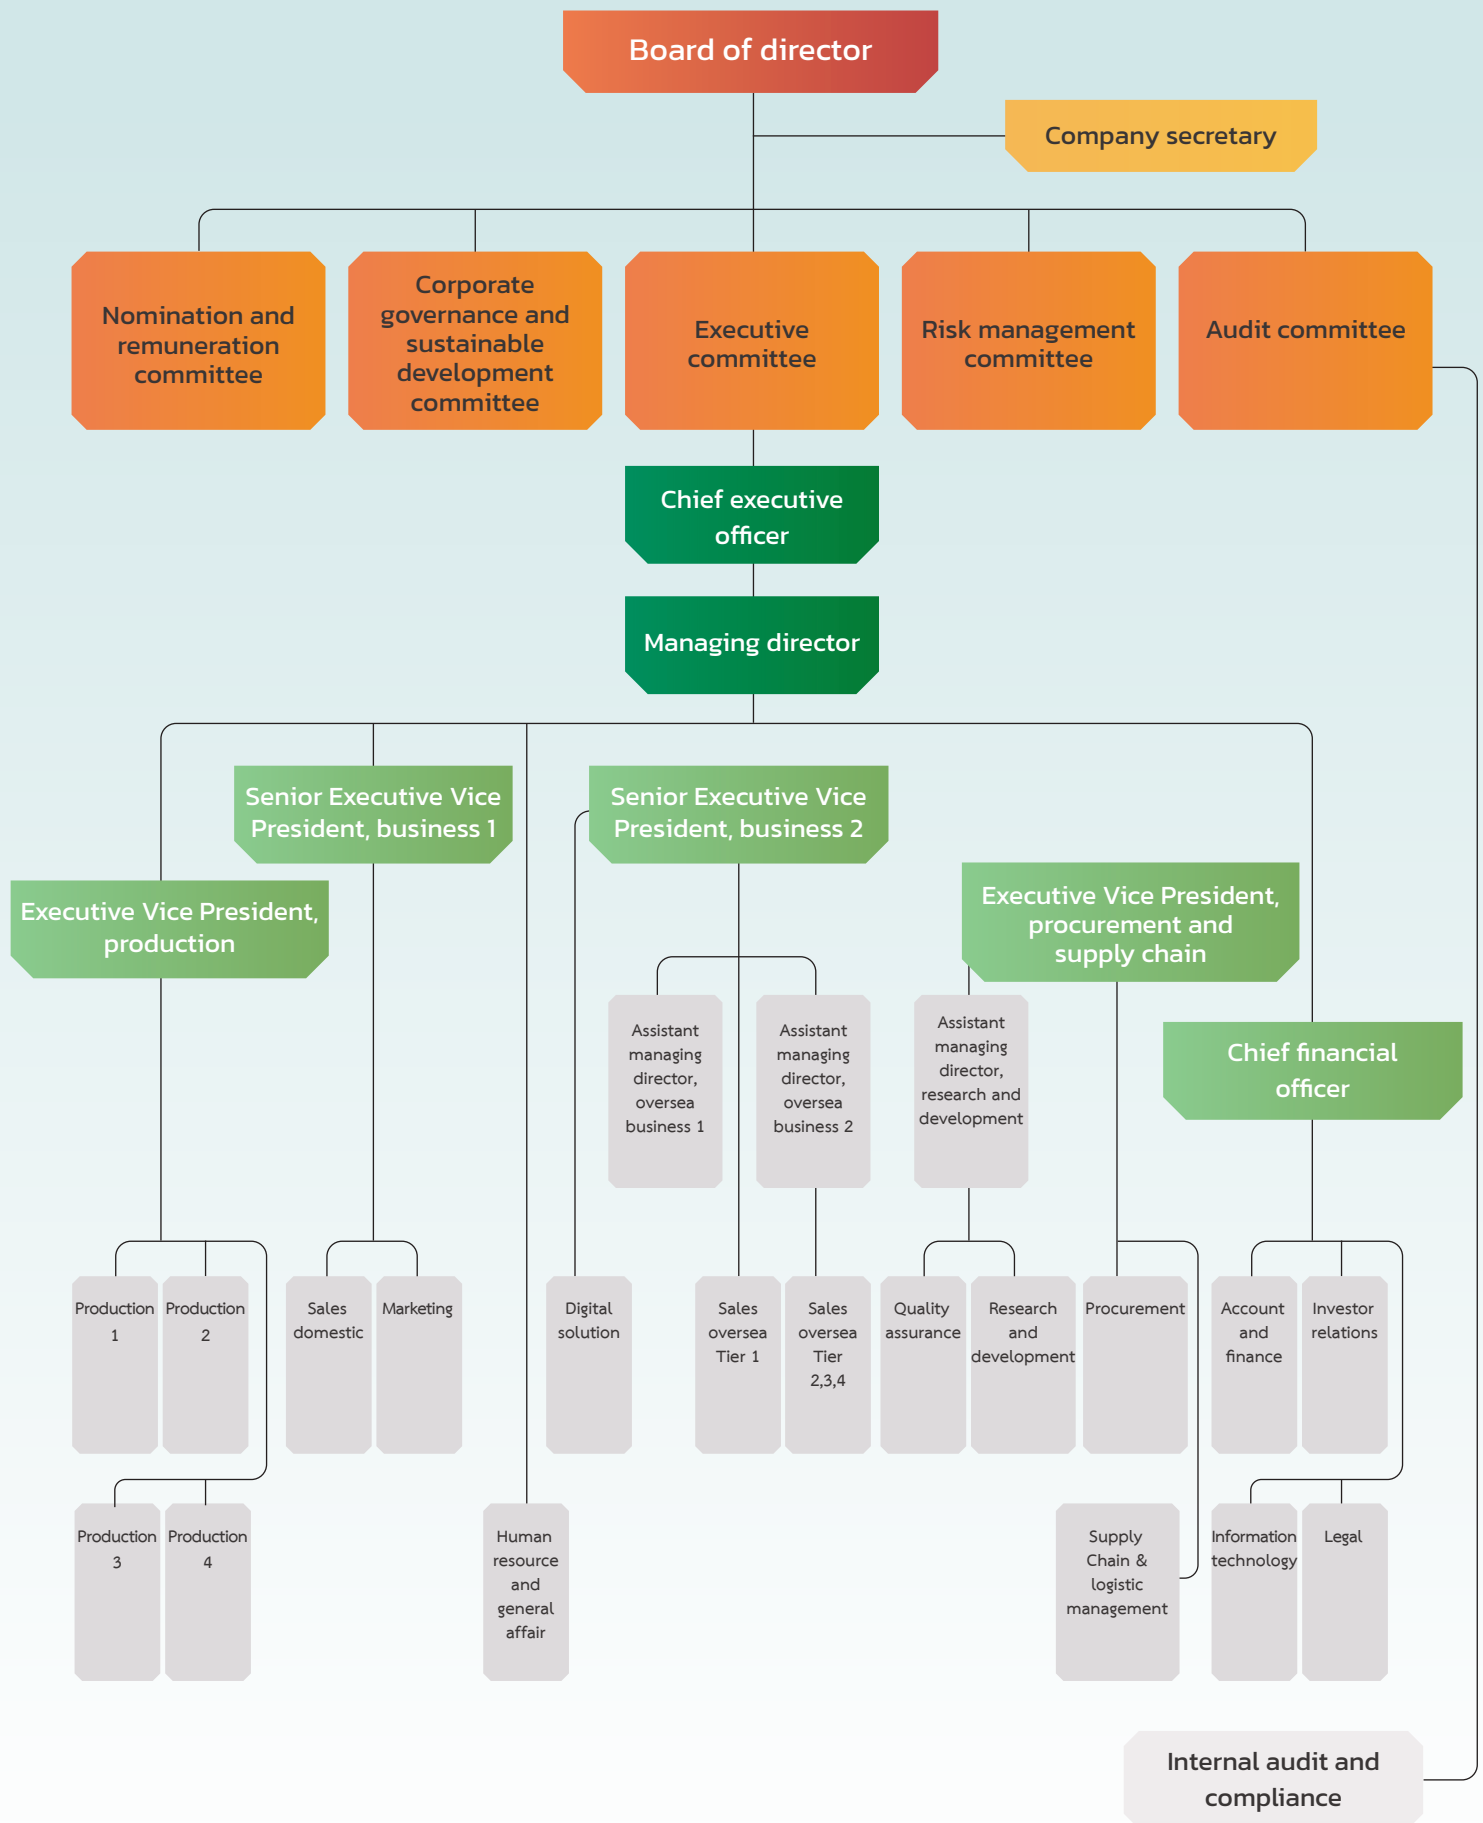 Board of director
Company secretary
Nomination and
remuneration
committee
Corporate
governance and
sustainable
development
committee
Executive
committee
Risk management
committee
Audit committee
Chief executive
officer
Managing director
Senior Executive Vice
President, business 1
Senior Executive Vice
President, business 2
Executive Vice President,
production
Executive Vice President,
procurement and
supply chain
Assistant
managing
director,
oversea
business 1
Assistant
managing
director,
oversea
business 2
Assistant
managing
director,
research and
development
Chief financial
officer
Production
1
Production
2
Sales
domestic
Marketing
Digital
solution
Sales
oversea
Tier 1
Sales
oversea
Tier
2,3,4
Quality
assurance
Research
and
development
Procurement
Account
and
finance
Investor
relations
Production
3
Production
4
Human
resource
and
general
affair
Supply
Chain &
logistic
management
Information
technology
Legal
Internal audit and
compliance